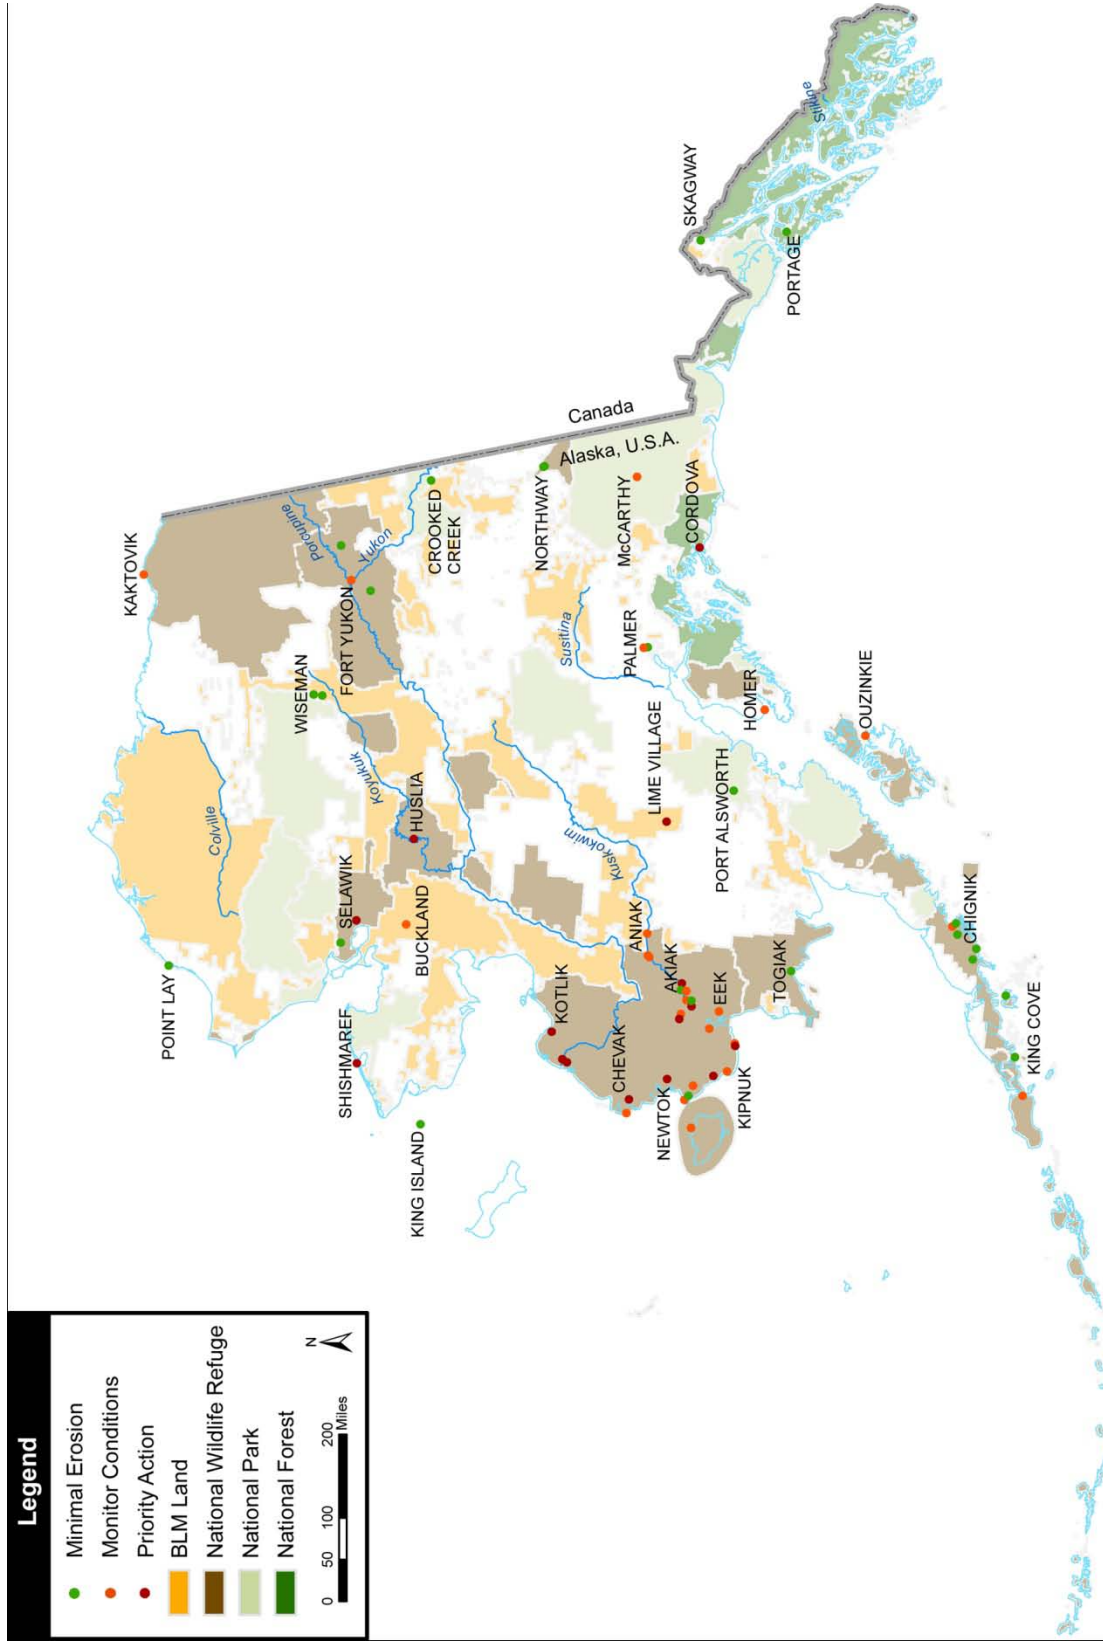 Legend
Minimal Erosion
Monitor Conditions
Priority Action
BLM Land
National Wildlife Refuge
National Park
National Forest
N
0 50 100 200
Miles
POINT LAY
SHISHMAREF
KING ISLAND
SELAWIK
BUCKLAND
KOTLIK
CHEVAK
NEWTOK
KIPNUK
Colville
KAKTOVIK
WISEMAN
Koyukuk
HUSLIA
FORT YUKON
Porcupine
Yukon
CROOKED
CREEK
Canada
Alaska, U.S.A.
NORTHWAY
McCARTHY
CORDOVA
Susitina
PALMER
HOMER
OUZINKIE
LIME VILLAGE
PORT ALSWORTH
Kuskokwim
ANIAK
AKIAK
EEK
TOGIAK
CHIGNIK
KING COVE
SKAGWAY
PORTAGE
Stikine